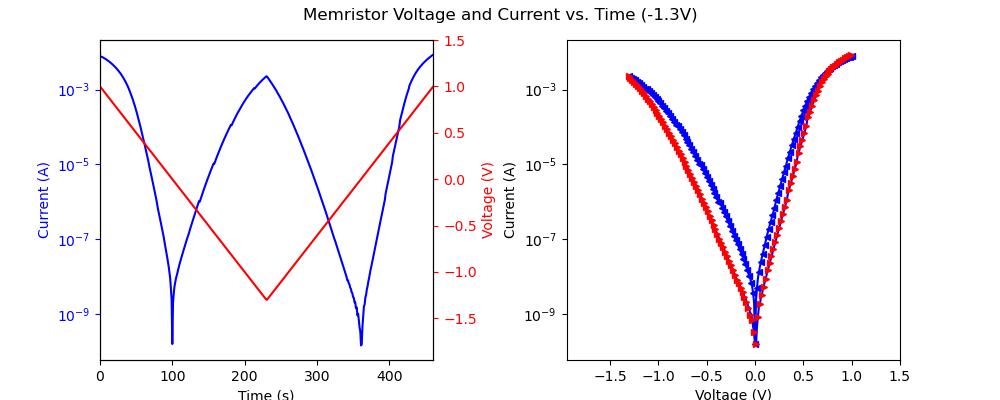 Memristor Voltage and Current vs. Time (-1.3V)
Current (A)
10⁻³
10⁻⁵
10⁻⁷
10⁻⁹
0 100 200 300 400
Time (s)
1.5
1.0
0.5
0.0
−0.5
−1.0
−1.5
Voltage (V)
Current (A)
10⁻³
10⁻⁵
10⁻⁷
10⁻⁹
−1.5 −1.0 −0.5 0.0 0.5 1.0 1.5
Voltage (V)